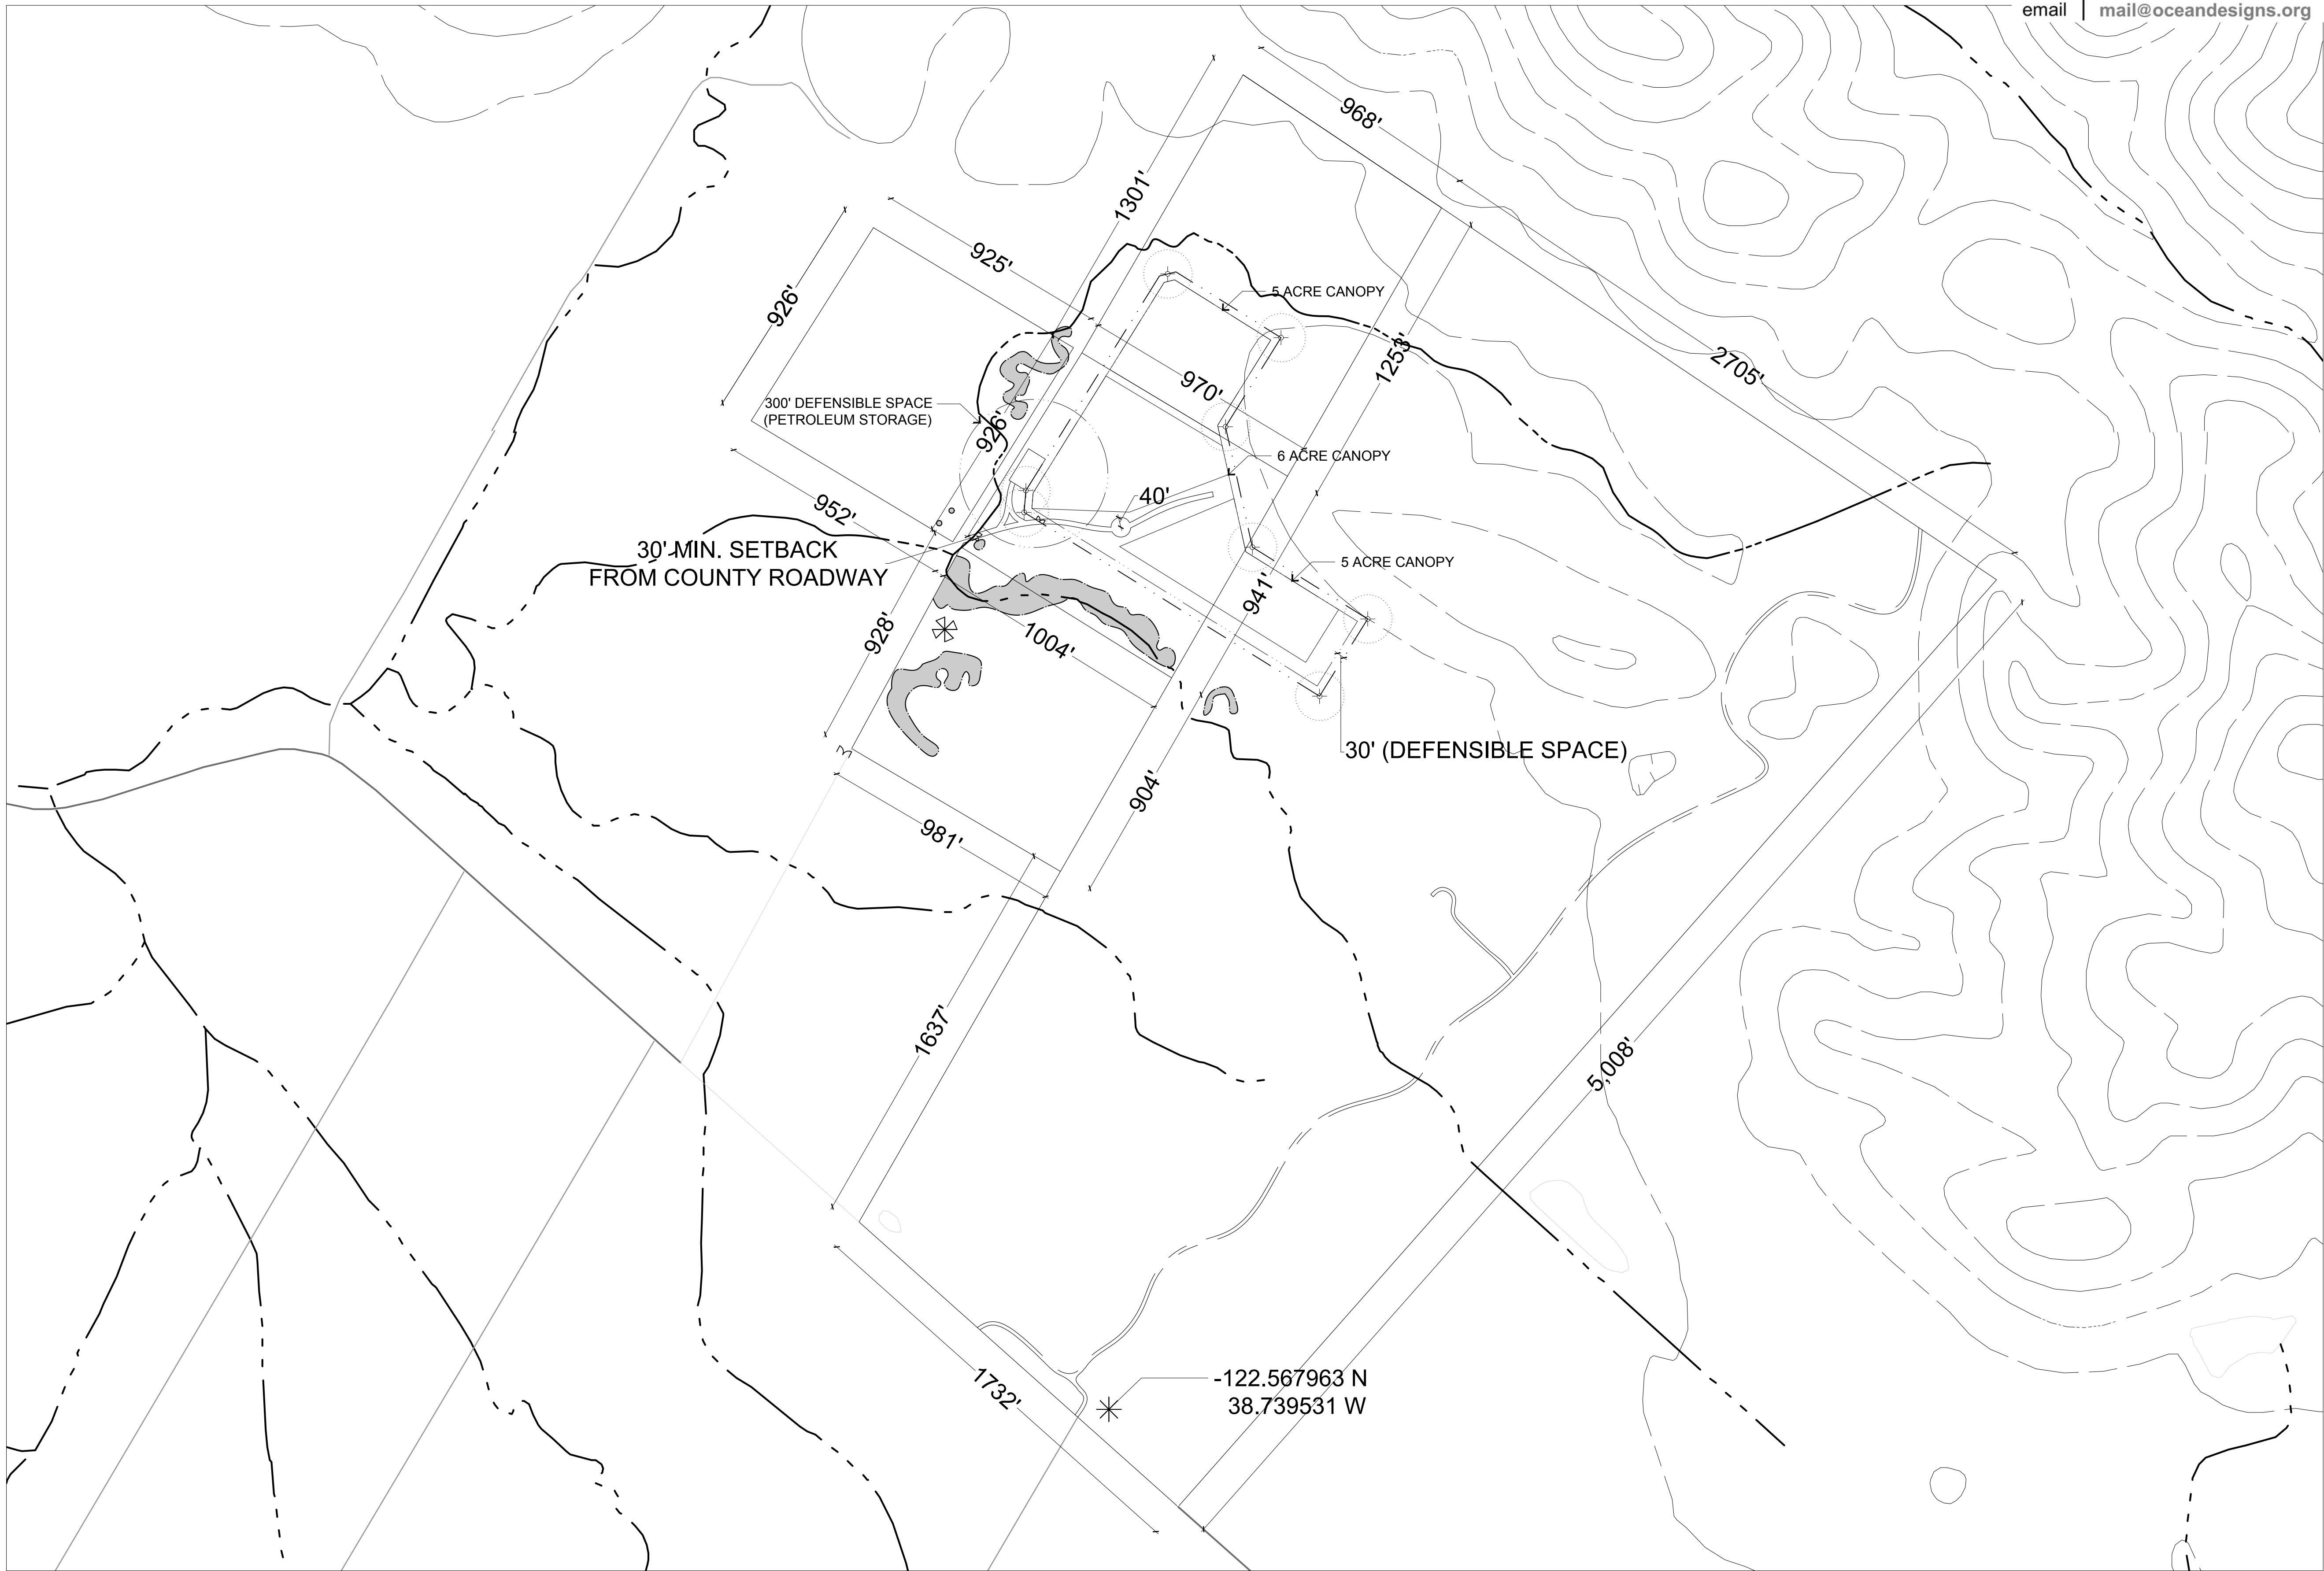 email | mail@oceandesigns.org
968'
1301'
925'
926'
5 ACRE CANOPY
1253'
2705'
970'
300' DEFENSIBLE SPACE
(PETROLEUM STORAGE)
926'
6 ACRE CANOPY
40'
952'
30' MIN. SETBACK
FROM COUNTY ROADWAY
5 ACRE CANOPY
941'
928'
1004'
30' (DEFENSIBLE SPACE)
904'
981'
1637'
5,008'
1732'
-122.567963 N
38.739531 W